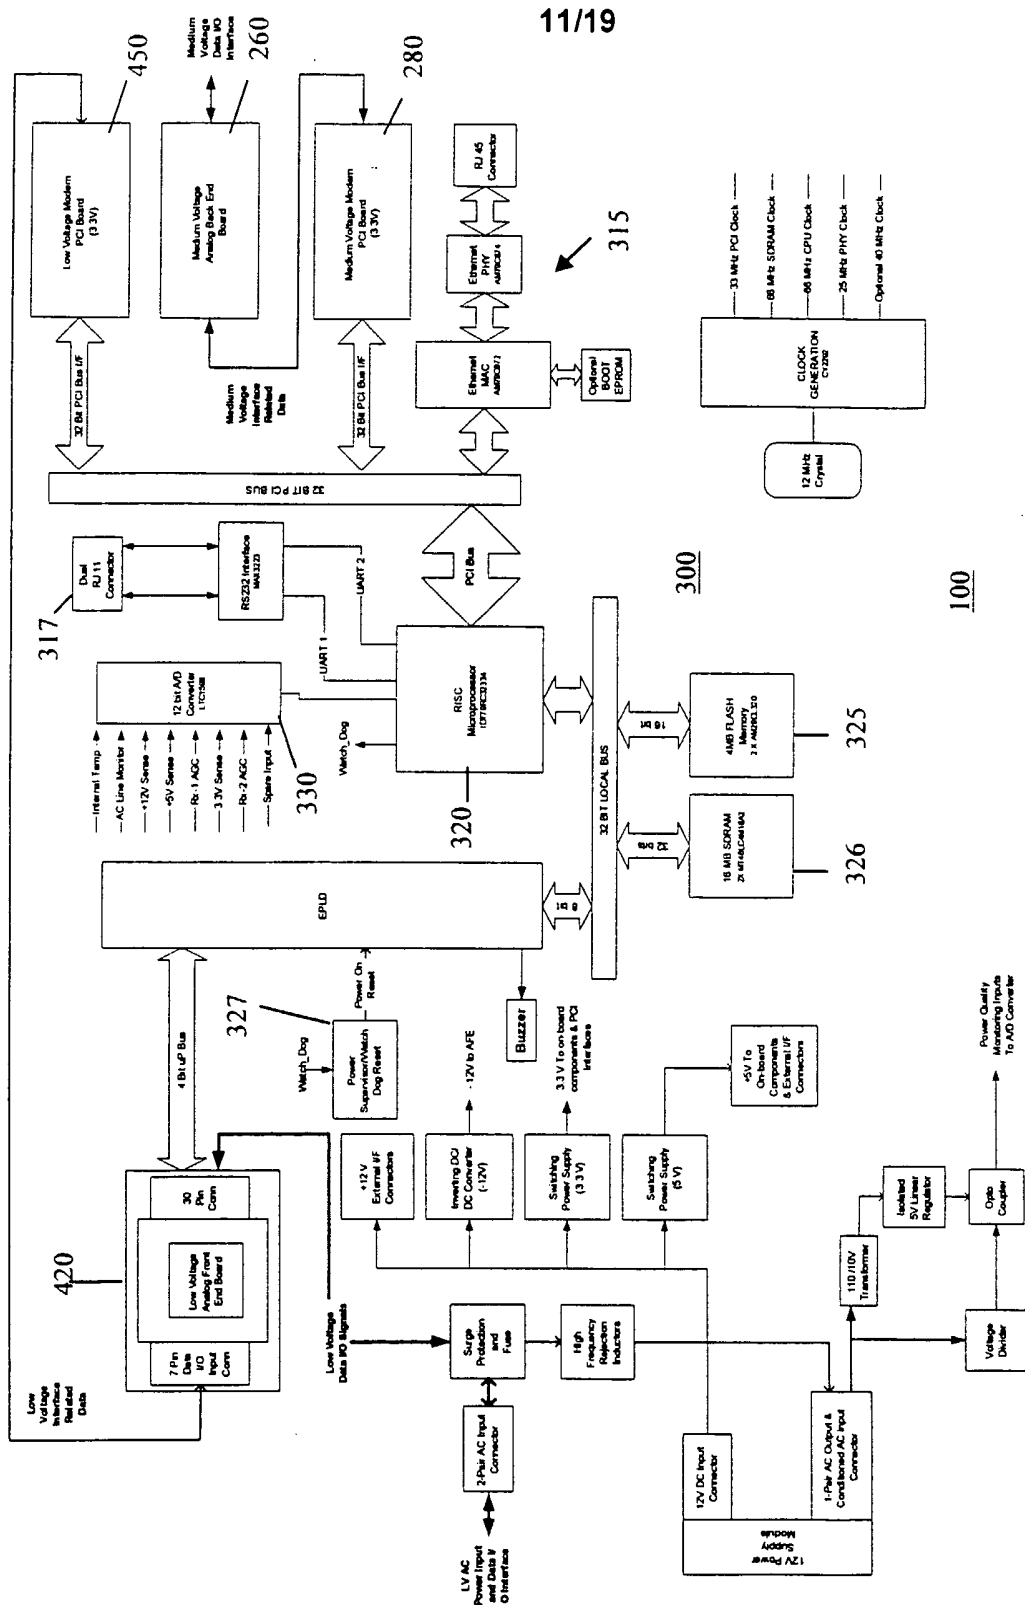 11/19
Low
Voltage
Interface
Related
Data
420
7 Pin
Data
I/O
Input
Conn
Low Voltage
Analog Front
End Board
30
Pin
Conn
4 Bit uP Bus
Low Voltage
Data I/O Signals
LV AC
Power Input
and Data I/
O Interface
2-Pair AC Input
Connector
Surge
Protection
and
Fuse
High
Frequency
Rejection
Inductors
12V Power
Supply
Module
12V DC Input
Connector
1-Pair AC Output &
Conditioned AC Input
Connector
110 /10V
Transformer
Isolated
5V Linear
Regulator
Voltage
Divider
Opto
Coupler
Power Quality
Monitoring Inputs
To A/D Converter
+12 V
External I/F
Connectors
Inverting DC/
DC Converter
(-12V)
- 12V to AFE
Switching
Power Supply
(3 3 V)
3.3 V To on-board
components & PCI
Interfaces
Switching
Power Supply
(5 V)
+5V To
On-board
Components
& External I/F
Connectors
Watch_Dog
Power
Supervisor/Watch
Dog Reset
327
Power On
Reset
EPLD
Buzzer
8
Bit
32 BIT LOCAL BUS
32
bits
16 bit
16 MB SDRAM
326
4MB FLASH
Memory
325
Internal Temp
AC Line Monitor
+12V Sense
+5V Sense
Rx-1 AGC
3 3V Sense
Rx-2 AGC
Spare Input
12 bit A/D
Converter
330
Watch_Dog
RISC
Microprocessor
320
UART 1
UART 2
RS232 Interface
MAX3223
Dual
RJ 11
Connector
317
PCI Bus
32 BIT PCI BUS
32 Bit PCI Bus I/F
Low Voltage Modem
PCI Board
(3 3V)
450
Medium
Voltage
Interface
Related
Data
Medium Voltage
Analog Back End
Board
260
Medium
Voltage
Data I/O
Interface
32 Bit PCI Bus I/F
Medium Voltage Modem
PCI Board
(3 3V)
280
Ethernet
MAC
Ethernet
PHY
RJ 45
Connector
315
Optional
BOOT
EPROM
12 MHz
Crystal
CLOCK
GENERATION
33 MHz PCI Clock
66 MHz SDRAM Clock
66 MHz CPU Clock
25 MHz PHY Clock
Optional 40 MHz Clock
300
100